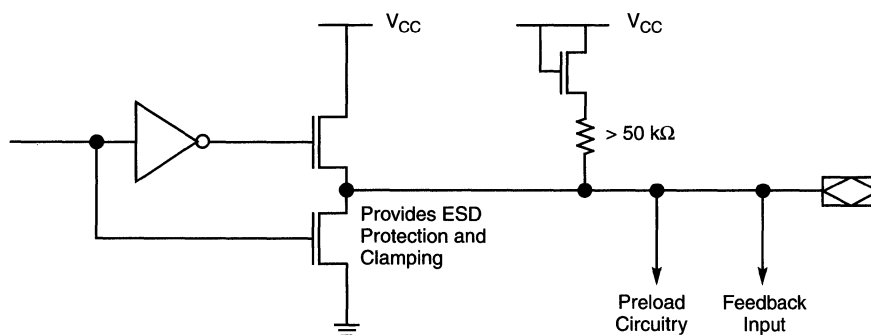 V_CC
V_CC
> 50 kΩ
Provides ESD
Protection and
Clamping
Preload
Circuitry
Feedback
Input